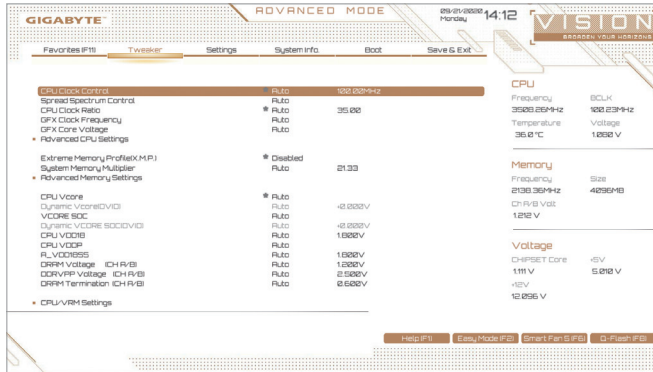 GIGABYTE™
ADVANCED MODE
09/21/2020 Monday 14:12
VISION
BROADEN YOUR HORIZONS
Favorites (F11) Tweaker Settings System Info. Boot Save & Exit
CPU Clock Control Auto 100.00MHz
Spread Spectrum Control Auto
CPU Clock Ratio Auto 35.00
GFX Clock Frequency Auto
GFX Core Voltage Auto
Advanced CPU Settings
Extreme Memory Profile(X.M.P.) Disabled
System Memory Multiplier Auto 21.33
Advanced Memory Settings
CPU Vcore Auto
Dynamic Vcore(DVID) Auto +0.000V
VCORE SOC Auto
Dynamic VCORE SOC(DVID) Auto +0.000V
CPU VDD18 Auto 1.800V
CPU VDDP Auto
A_VDD18S5 Auto 1.800V
DRAM Voltage (CH A/B) Auto 1.200V
DDRVPP Voltage (CH A/B) Auto 2.500V
DRAM Termination (CH A/B) Auto 0.600V
CPU/VRM Settings
CPU
Frequency BCLK
3508.26MHz 100.23MHz
Temperature Voltage
36.0 °C 1.080 V
Memory
Frequency Size
2138.36MHz 4096MB
Ch A/B Volt
1.212 V
Voltage
CHIPSET Core +5V
1.111 V 5.010 V
+12V
12.096 V
Help (F1) Easy Mode (F2) Smart Fan 5 (F6) Q-Flash (F8)